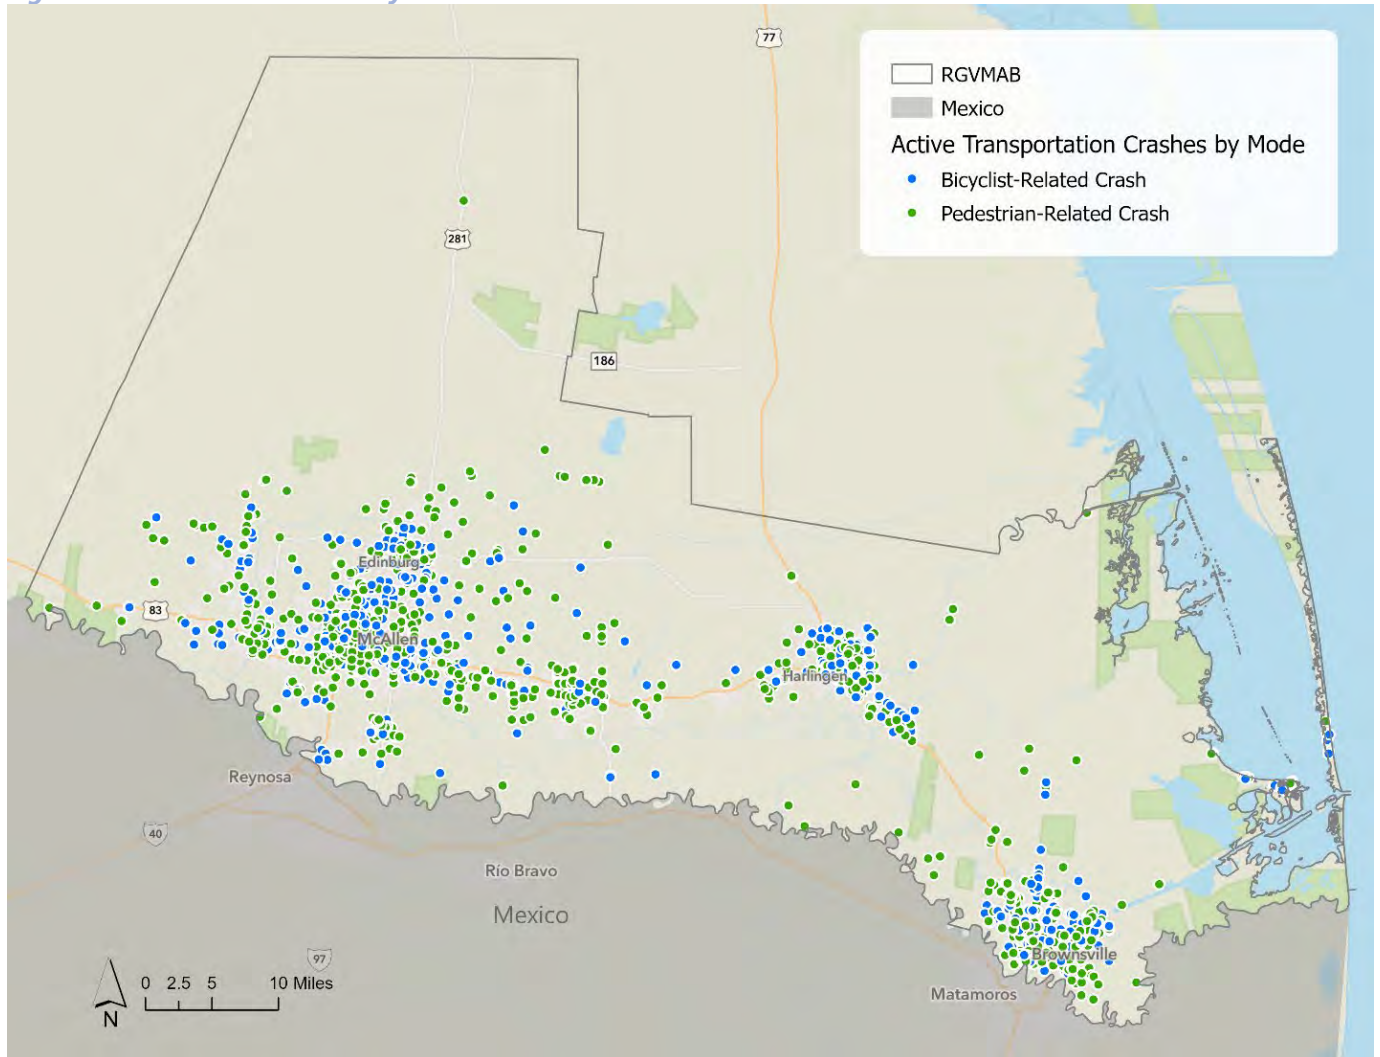 77
RGVMAB
Mexico
Active Transportation Crashes by Mode
Bicyclist-Related Crash
Pedestrian-Related Crash
281
186
Edinburg
83
McAllen
Harlingen
Reynosa
40
Río Bravo
Mexico
97
Brownsville
0 2.5 5 10 Miles
Matamoros
N